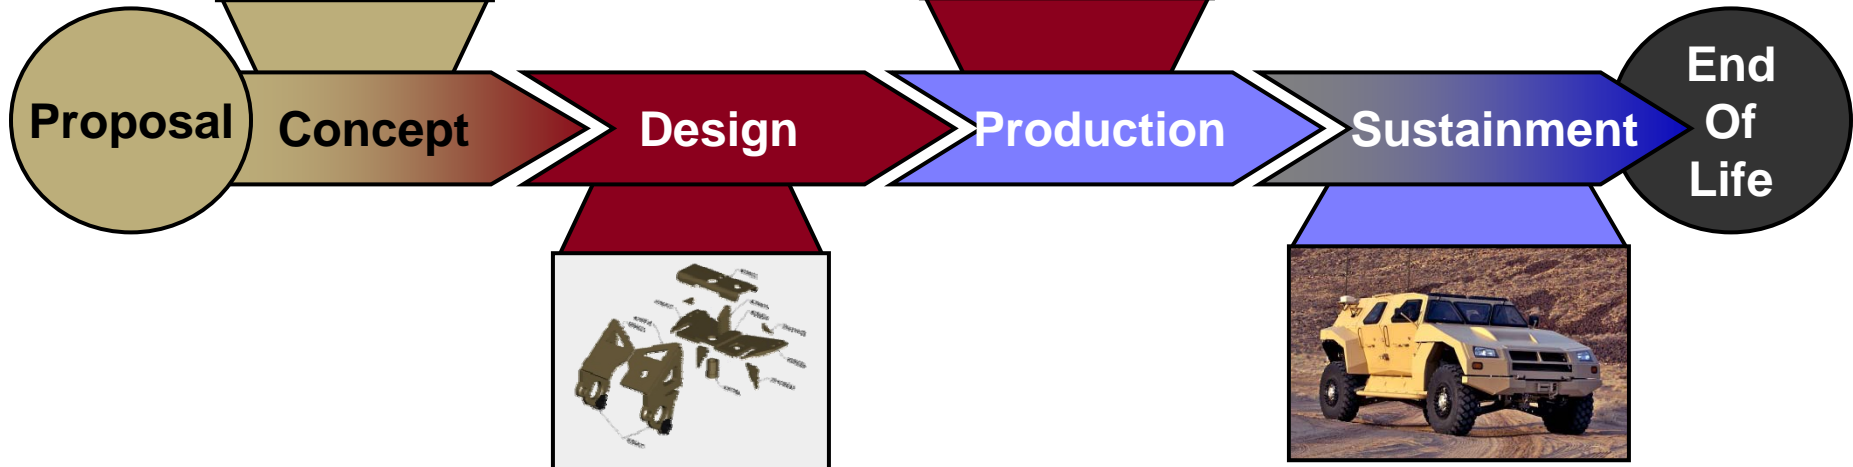 Proposal
Concept
Design
Production
Sustainment
End
Of
Life